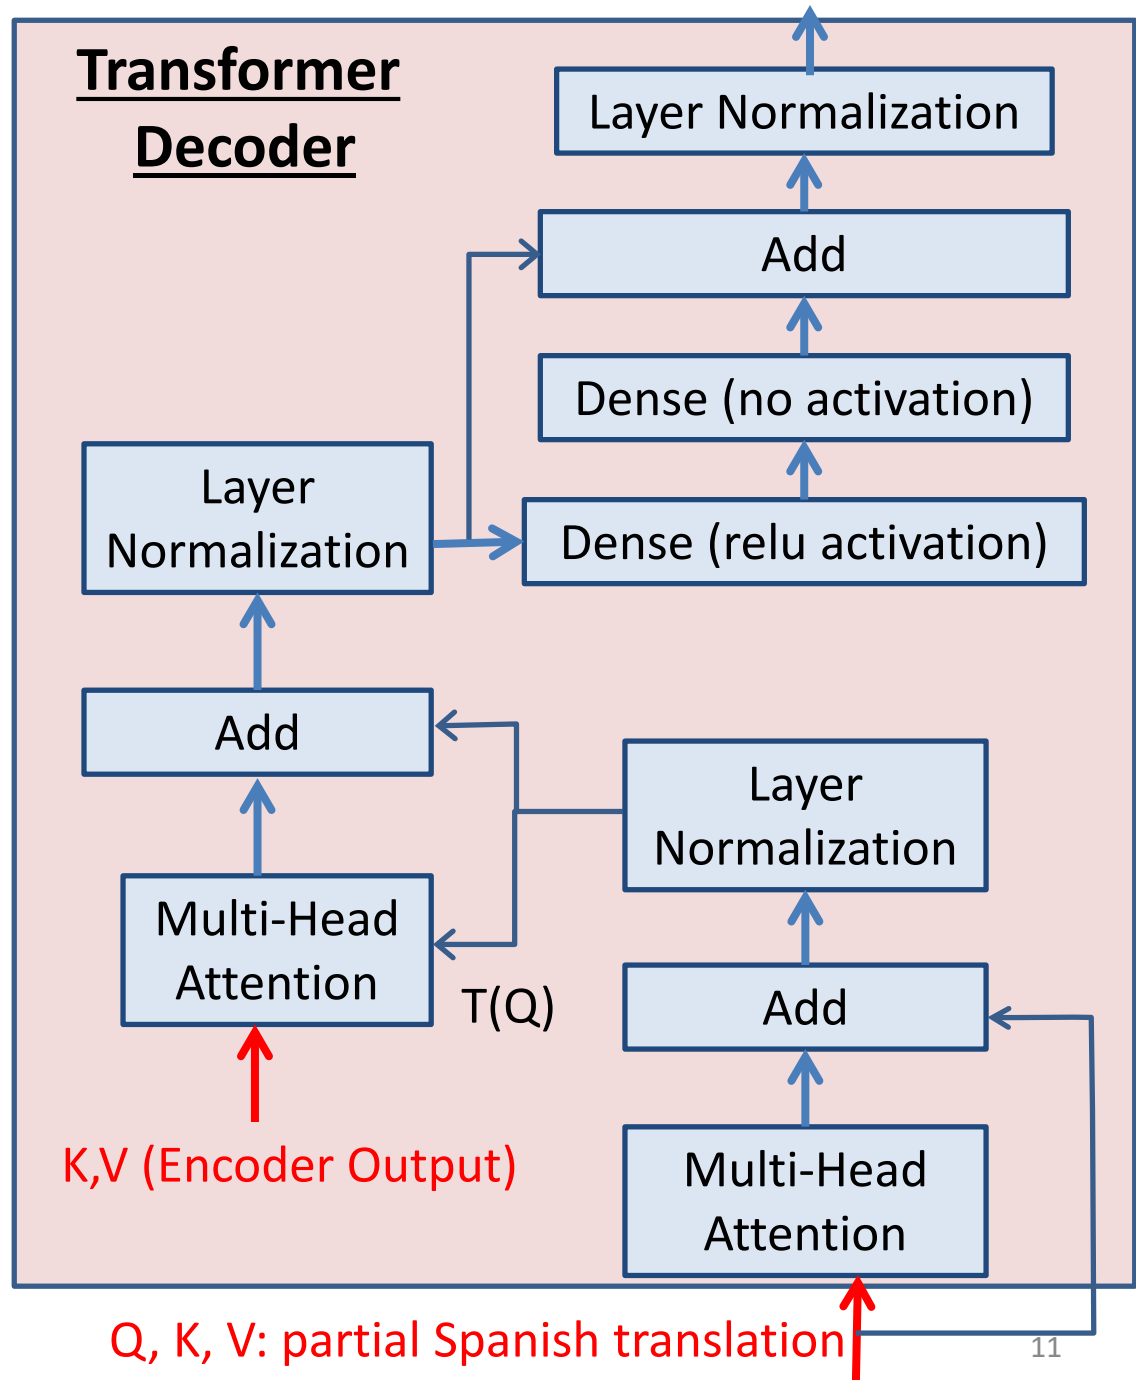 Transformer
Decoder
Layer Normalization
Add
Dense (no activation)
Dense (relu activation)
Layer
Normalization
Add
Multi-Head
Attention
T(Q)
K,V (Encoder Output)
Layer
Normalization
Add
Multi-Head
Attention
Q, K, V: partial Spanish translation
11